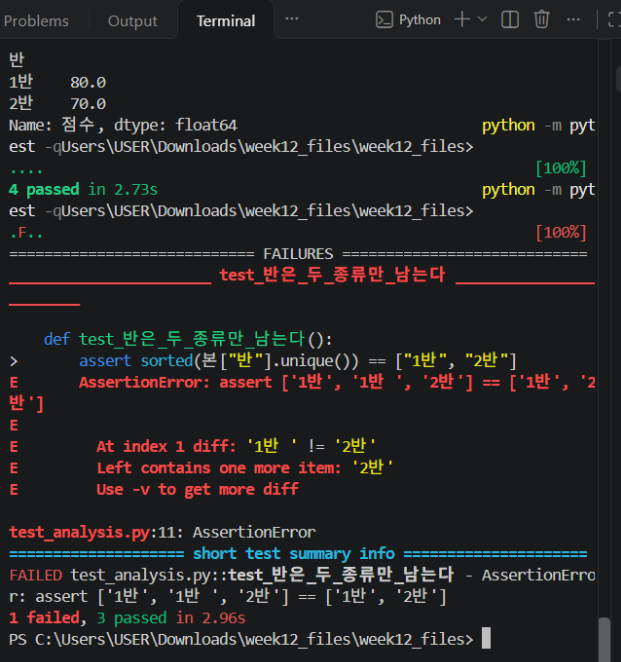 Problems Output Terminal ··· Python
반
1반    80.0
2반    70.0
Name: 점수, dtype: float64 python -m pyt
est -qUsers\USER\Downloads\week12_files\week12_files>
.... [100%]
4 passed in 2.73s python -m pyt
est -qUsers\USER\Downloads\week12_files\week12_files>
.F.. [100%]
============================ FAILURES ============================
_______________________ test_반은_두_종류만_남는다 ________________
________
def test_반은_두_종류만_남는다():
>       assert sorted(본["반"].unique()) == ["1반", "2반"]
E       AssertionError: assert ['1반', '1반 ', '2반'] == ['1반', '2
반']
E
E         At index 1 diff: '1반 ' != '2반'
E         Left contains one more item: '2반'
E         Use -v to get more diff
test_analysis.py:11: AssertionError
==================== short test summary info =====================
FAILED test_analysis.py::test_반은_두_종류만_남는다 - AssertionErro
r: assert ['1반', '1반 ', '2반'] == ['1반', '2반']
1 failed, 3 passed in 2.96s
PS C:\Users\USER\Downloads\week12_files\week12_files>